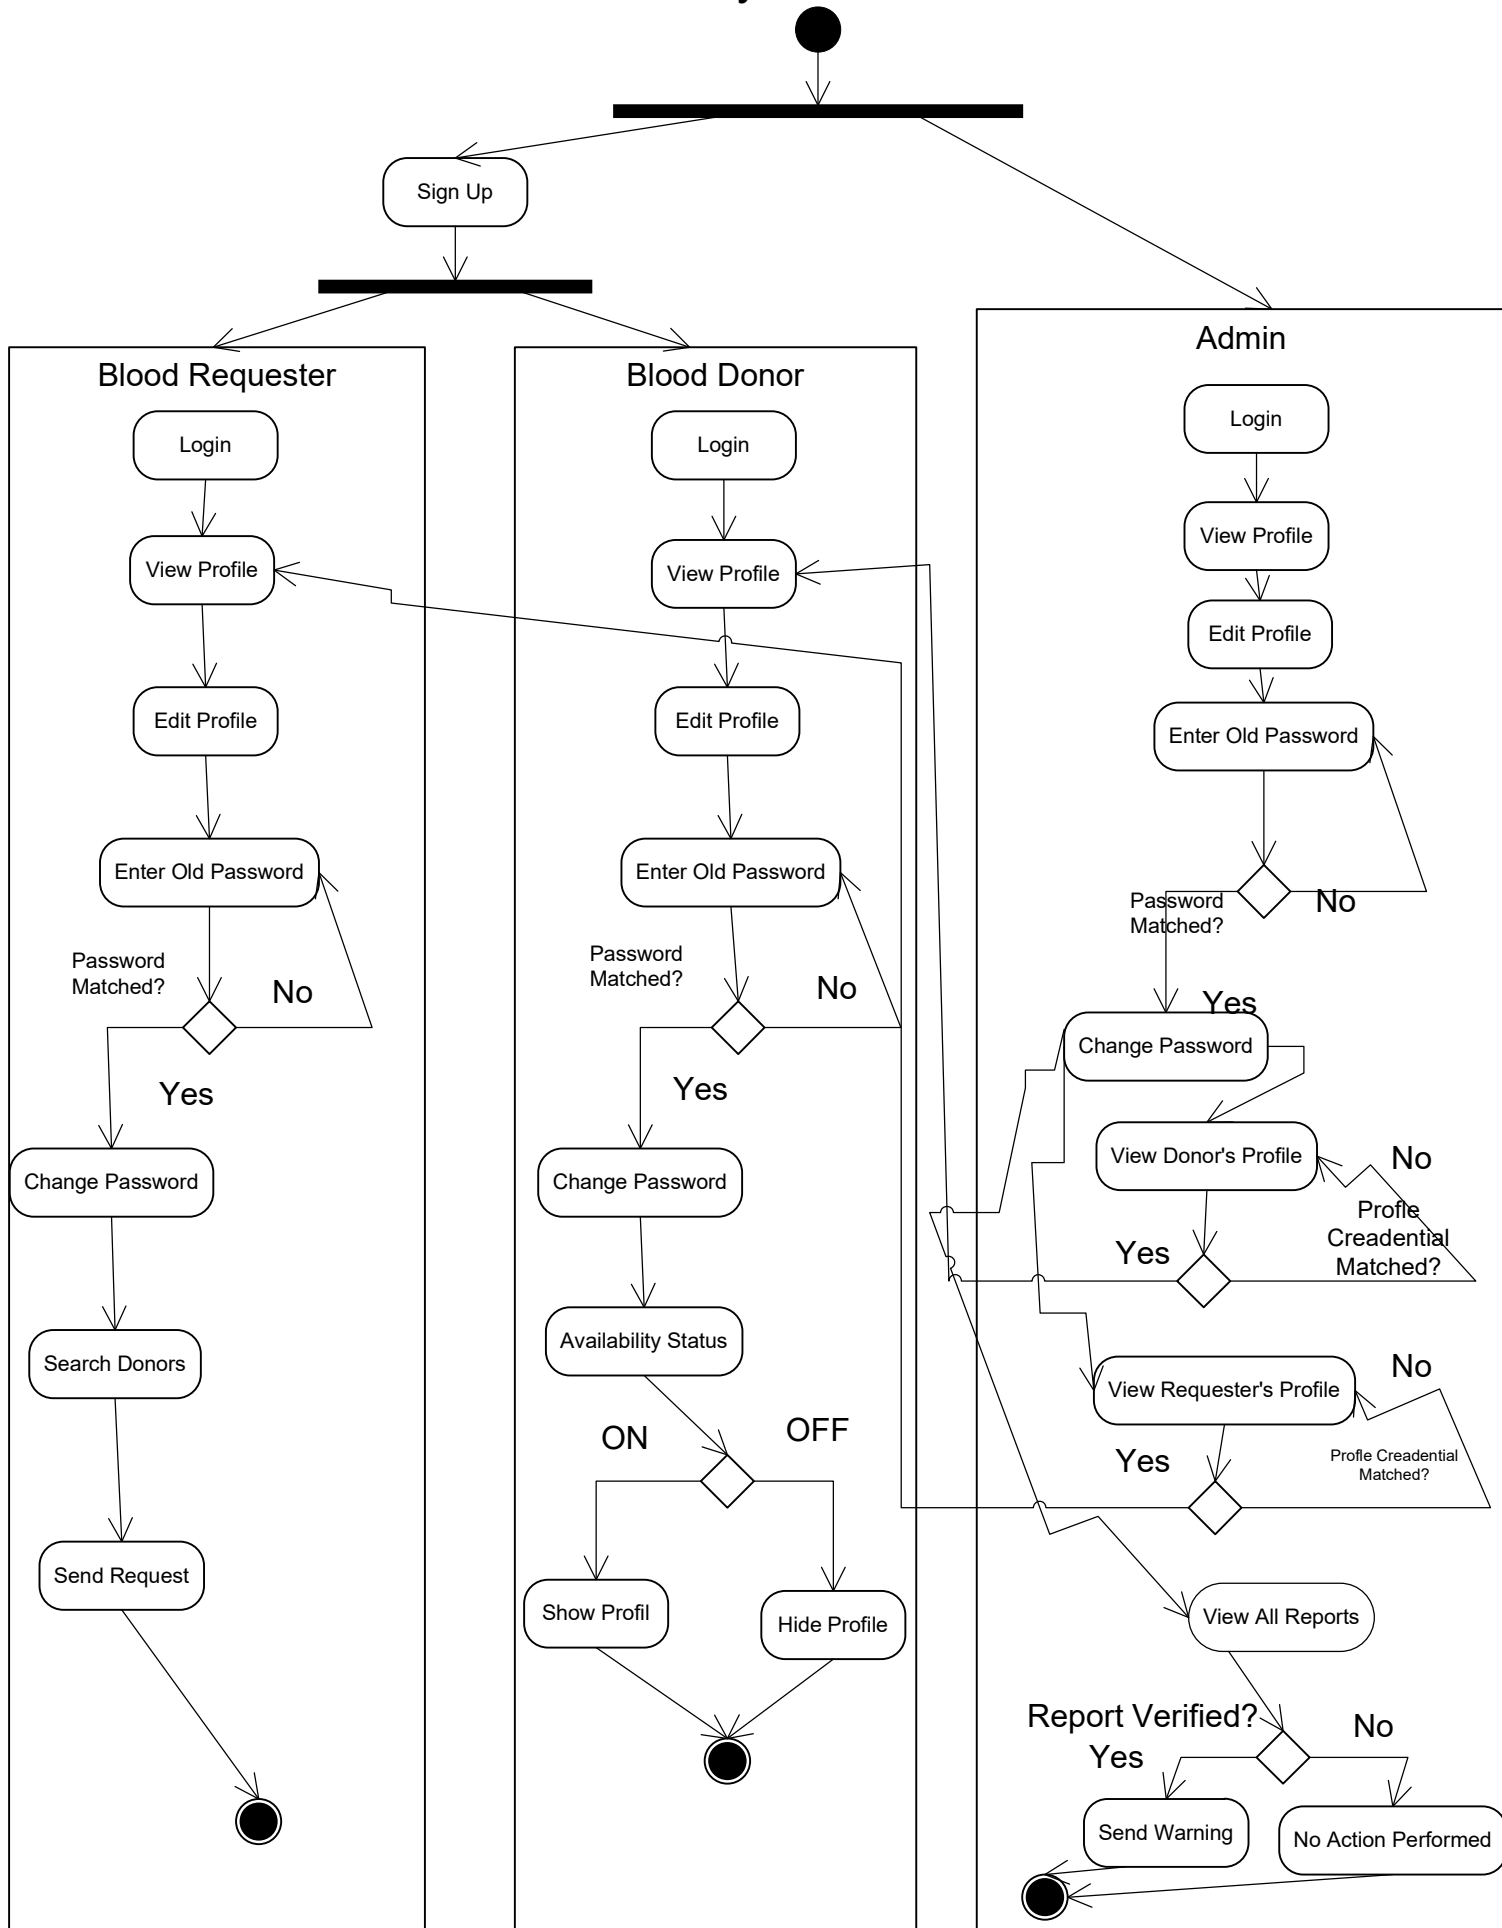 Sign Up
Blood Requester
Login
View Profile
Edit Profile
Enter Old Password
Password
Matched?
No
Yes
Change Password
Search Donors
Send Request
Blood Donor
Login
View Profile
Edit Profile
Enter Old Password
Password
Matched?
No
Yes
Change Password
Availability Status
ON
OFF
Show Profil
Hide Profile
Admin
Login
View Profile
Edit Profile
Enter Old Password
Password
Matched?
No
Yes
Change Password
View Donor's Profile
No
Profle
Creadential
Matched?
Yes
View Requester's Profile
No
Profle Creadential
Matched?
Yes
View All Reports
Report Verified?
Yes
No
Send Warning
No Action Performed